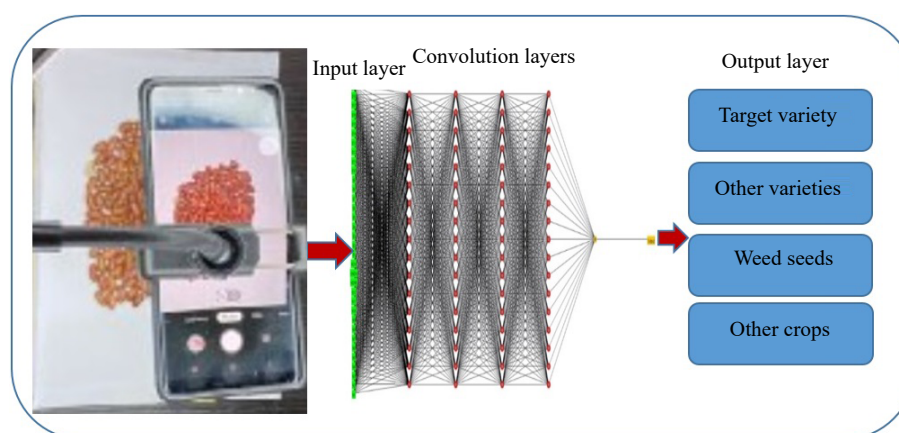 Input layer
Convolution layers
Output layer
Target variety
Other varieties
Weed seeds
Other crops